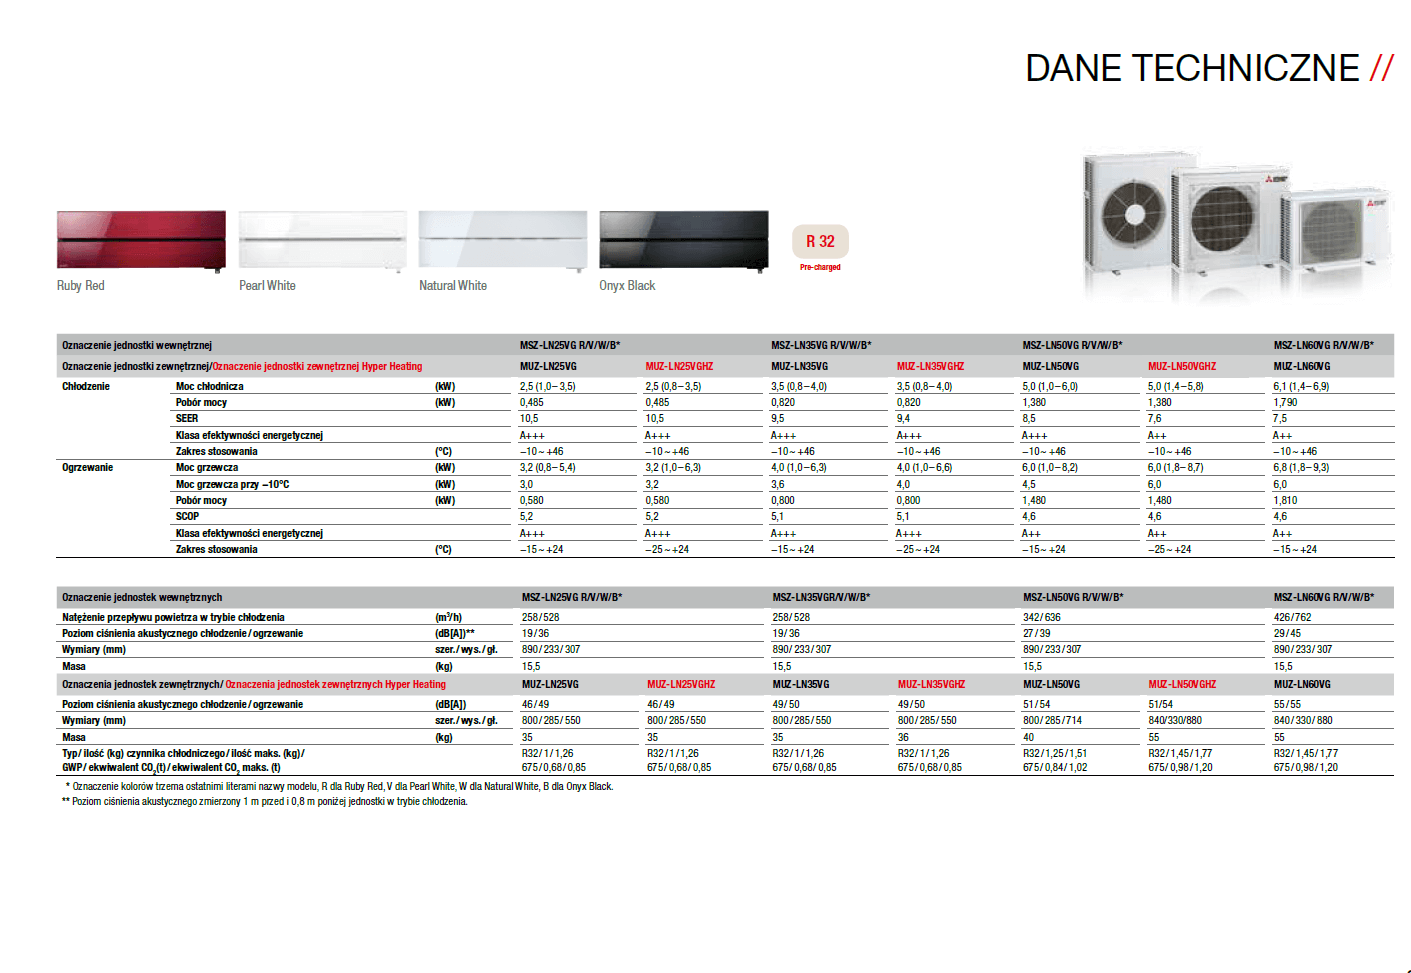 DANE TECHNICZNE //
R 32
Pre-charged
Ruby Red Pearl White Natural White Onyx Black
Oznaczenie jednostki wewnętrznej MSZ-LN25VG R/V/W/B* MSZ-LN35VG R/V/W/B* MSZ-LN50VG R/V/W/B* MSZ-LN60VG R/V/W/B*
Oznaczenie jednostki zewnętrznej/Oznaczenie jednostki zewnętrznej Hyper Heating MUZ-LN25VG MUZ-LN25VGHZ MUZ-LN35VG MUZ-LN35VGHZ MUZ-LN50VG MUZ-LN50VGHZ MUZ-LN60VG
Chłodzenie Moc chłodnicza (kW) 2,5 (1,0–3,5) 2,5 (0,8–3,5) 3,5 (0,8–4,0) 3,5 (0,8–4,0) 5,0 (1,0–6,0) 5,0 (1,4–5,8) 6,1 (1,4–6,9)
Pobór mocy (kW) 0,485 0,485 0,820 0,820 1,380 1,380 1,790
SEER 10,5 10,5 9,5 9,4 8,5 7,6 7,5
Klasa efektywności energetycznej A+++ A+++ A+++ A+++ A+++ A++ A++
Zakres stosowania (°C) –10 ~ +46 –10 ~ +46 –10 ~ +46 –10 ~ +46 –10 ~ +46 –10 ~ +46 –10 ~ +46
Ogrzewanie Moc grzewcza (kW) 3,2 (0,8–5,4) 3,2 (1,0–6,3) 4,0 (1,0–6,3) 4,0 (1,0–6,6) 6,0 (1,0–8,2) 6,0 (1,8–8,7) 6,8 (1,8–9,3)
Moc grzewcza przy –10°C (kW) 3,0 3,2 3,6 4,0 4,5 6,0 6,0
Pobór mocy (kW) 0,580 0,580 0,800 0,800 1,480 1,480 1,810
SCOP 5,2 5,2 5,1 5,1 4,6 4,6 4,6
Klasa efektywności energetycznej A+++ A+++ A+++ A+++ A++ A++ A++
Zakres stosowania (°C) –15 ~ +24 –25 ~ +24 –15 ~ +24 –25 ~ +24 –15 ~ +24 –25 ~ +24 –15 ~ +24
Oznaczenie jednostek wewnętrznych MSZ-LN25VG R/V/W/B* MSZ-LN35VGR/V/W/B* MSZ-LN50VG R/V/W/B* MSZ-LN60VG R/V/W/B*
Natężenie przepływu powietrza w trybie chłodzenia (m³/h) 258/528 258/528 342/636 426/762
Poziom ciśnienia akustycznego chłodzenie/ogrzewanie (dB[A])** 19/36 19/36 27/39 29/45
Wymiary (mm) szer./wys./gł. 890/233/307 890/233/307 890/233/307 890/233/307
Masa (kg) 15,5 15,5 15,5 15,5
Oznaczenia jednostek zewnętrznych/ Oznaczenia jednostek zewnętrznych Hyper Heating MUZ-LN25VG MUZ-LN25VGHZ MUZ-LN35VG MUZ-LN35VGHZ MUZ-LN50VG MUZ-LN50VGHZ MUZ-LN60VG
Poziom ciśnienia akustycznego chłodzenie/ogrzewanie (dB[A]) 46/49 46/49 49/50 49/50 51/54 51/54 55/55
Wymiary (mm) szer./wys./gł. 800/285/550 800/285/550 800/285/550 800/285/550 800/285/714 840/330/880 840/330/880
Masa (kg) 35 35 35 36 40 55 55
Typ/ ilość (kg) czynnika chłodniczego/ ilość maks. (kg)/ R32/1/1,26 R32/1/1,26 R32/1/1,26 R32/1/1,26 R32/1,25/1,51 R32/1,45/1,77 R32/1,45/1,77
GWP/ ekwiwalent CO₂(t)/ ekwiwalent CO₂ maks. (t) 675/0,68/0,85 675/0,68/0,85 675/0,68/0,85 675/0,68/0,85 675/0,84/1,02 675/0,98/1,20 675/0,98/1,20
* Oznaczenie kolorów trzema ostatnimi literami nazwy modelu, R dla Ruby Red, V dla Pearl White, W dla Natural White, B dla Onyx Black.
** Poziom ciśnienia akustycznego zmierzony 1 m przed i 0,8 m poniżej jednostki w trybie chłodzenia.